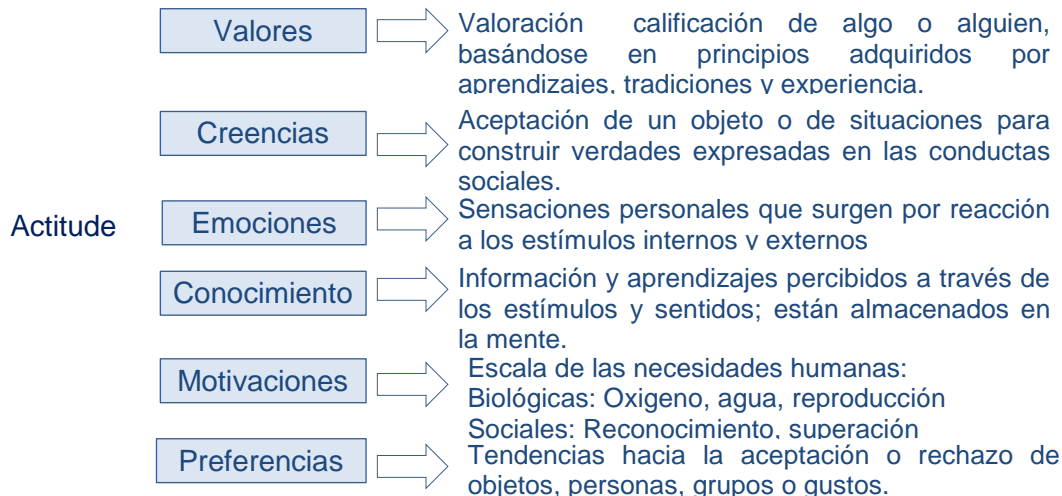 Valores
Valoración calificación de algo o alguien,
basándose en principios adquiridos por
aprendizajes, tradiciones y experiencia.
Creencias
Aceptación de un objeto o de situaciones para
construir verdades expresadas en las conductas
sociales.
Actitude
Emociones
Sensaciones personales que surgen por reacción
a los estímulos internos y externos
Conocimiento
Información y aprendizajes percibidos a través de
los estímulos y sentidos; están almacenados en
la mente.
Motivaciones
Escala de las necesidades humanas:
Biológicas: Oxigeno, agua, reproducción
Sociales: Reconocimiento, superación
Preferencias
Tendencias hacia la aceptación o rechazo de
objetos, personas, grupos o gustos.